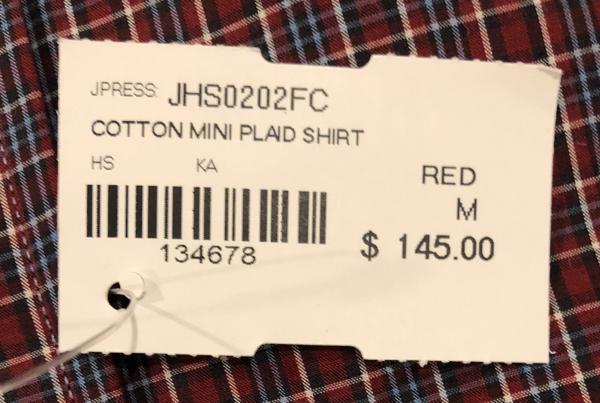 JPRESS: JHS0202FC
COTTON MINI PLAID SHIRT
HS KA
RED
M
134678
$ 145.00